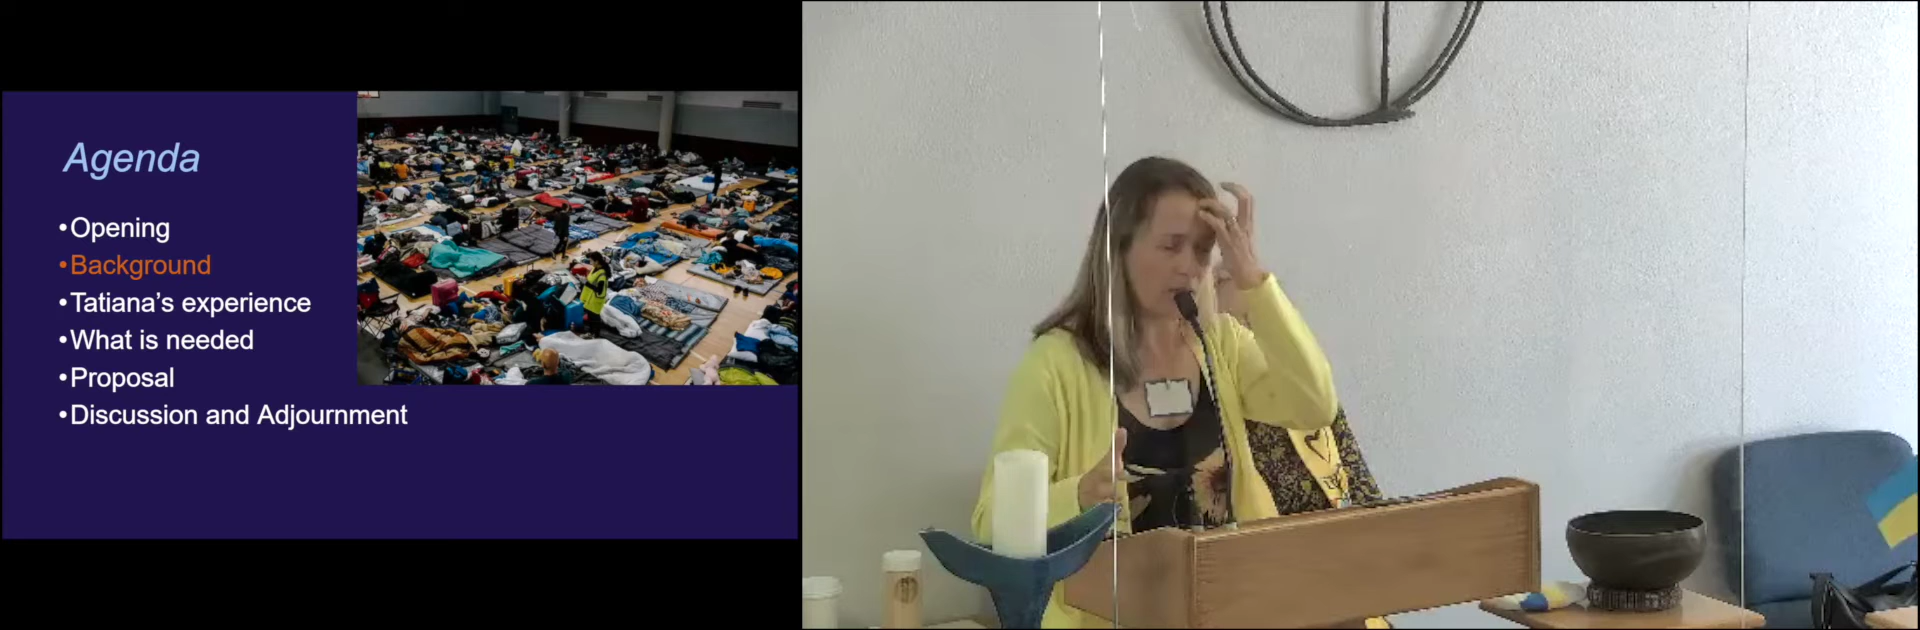 Agenda
•Opening
•Background
•Tatiana's experience
•What is needed
•Proposal
•Discussion and Adjournment